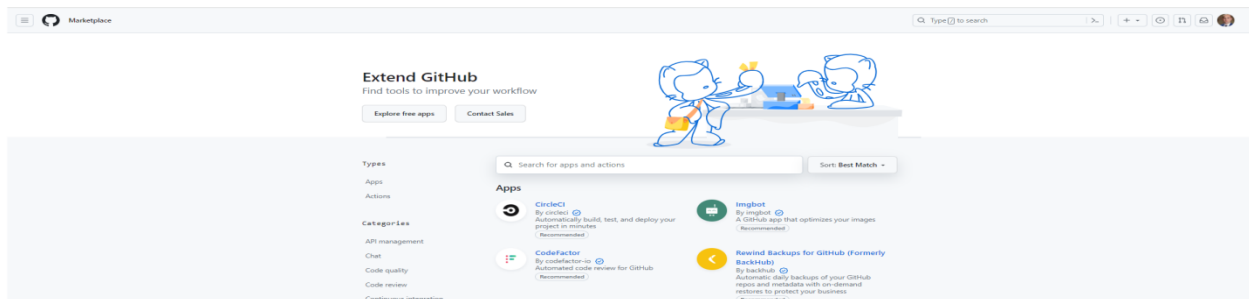 Marketplace
Type / to search
Extend GitHub
Find tools to improve your workflow
Explore free apps
Contact Sales
Types
Apps
Actions
Categories
API management
Chat
Code quality
Code review
Continuous integration
Search for apps and actions
Sort: Best Match
Apps
CircleCI
By circleci
Automatically build, test, and deploy your
project in minutes
Recommended
Imgbot
By imgbot
A GitHub app that optimizes your images
Recommended
CodeFactor
By codefactor-io
Automated code review for GitHub
Recommended
Rewind Backups for GitHub (Formerly
BackHub)
By backhub
Automatic daily backups of your GitHub
repos and metadata with on-demand
restores to protect your business
Recommended